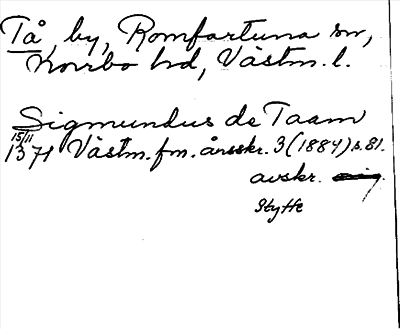 Tå, by, Romfartuna sn,
Norrbo hd, Västm. l.
Sigmundus de Taam
15/11
1371 Västm. fm. årsskr. 3 (1884) s. 81.
avskr.
Styffe